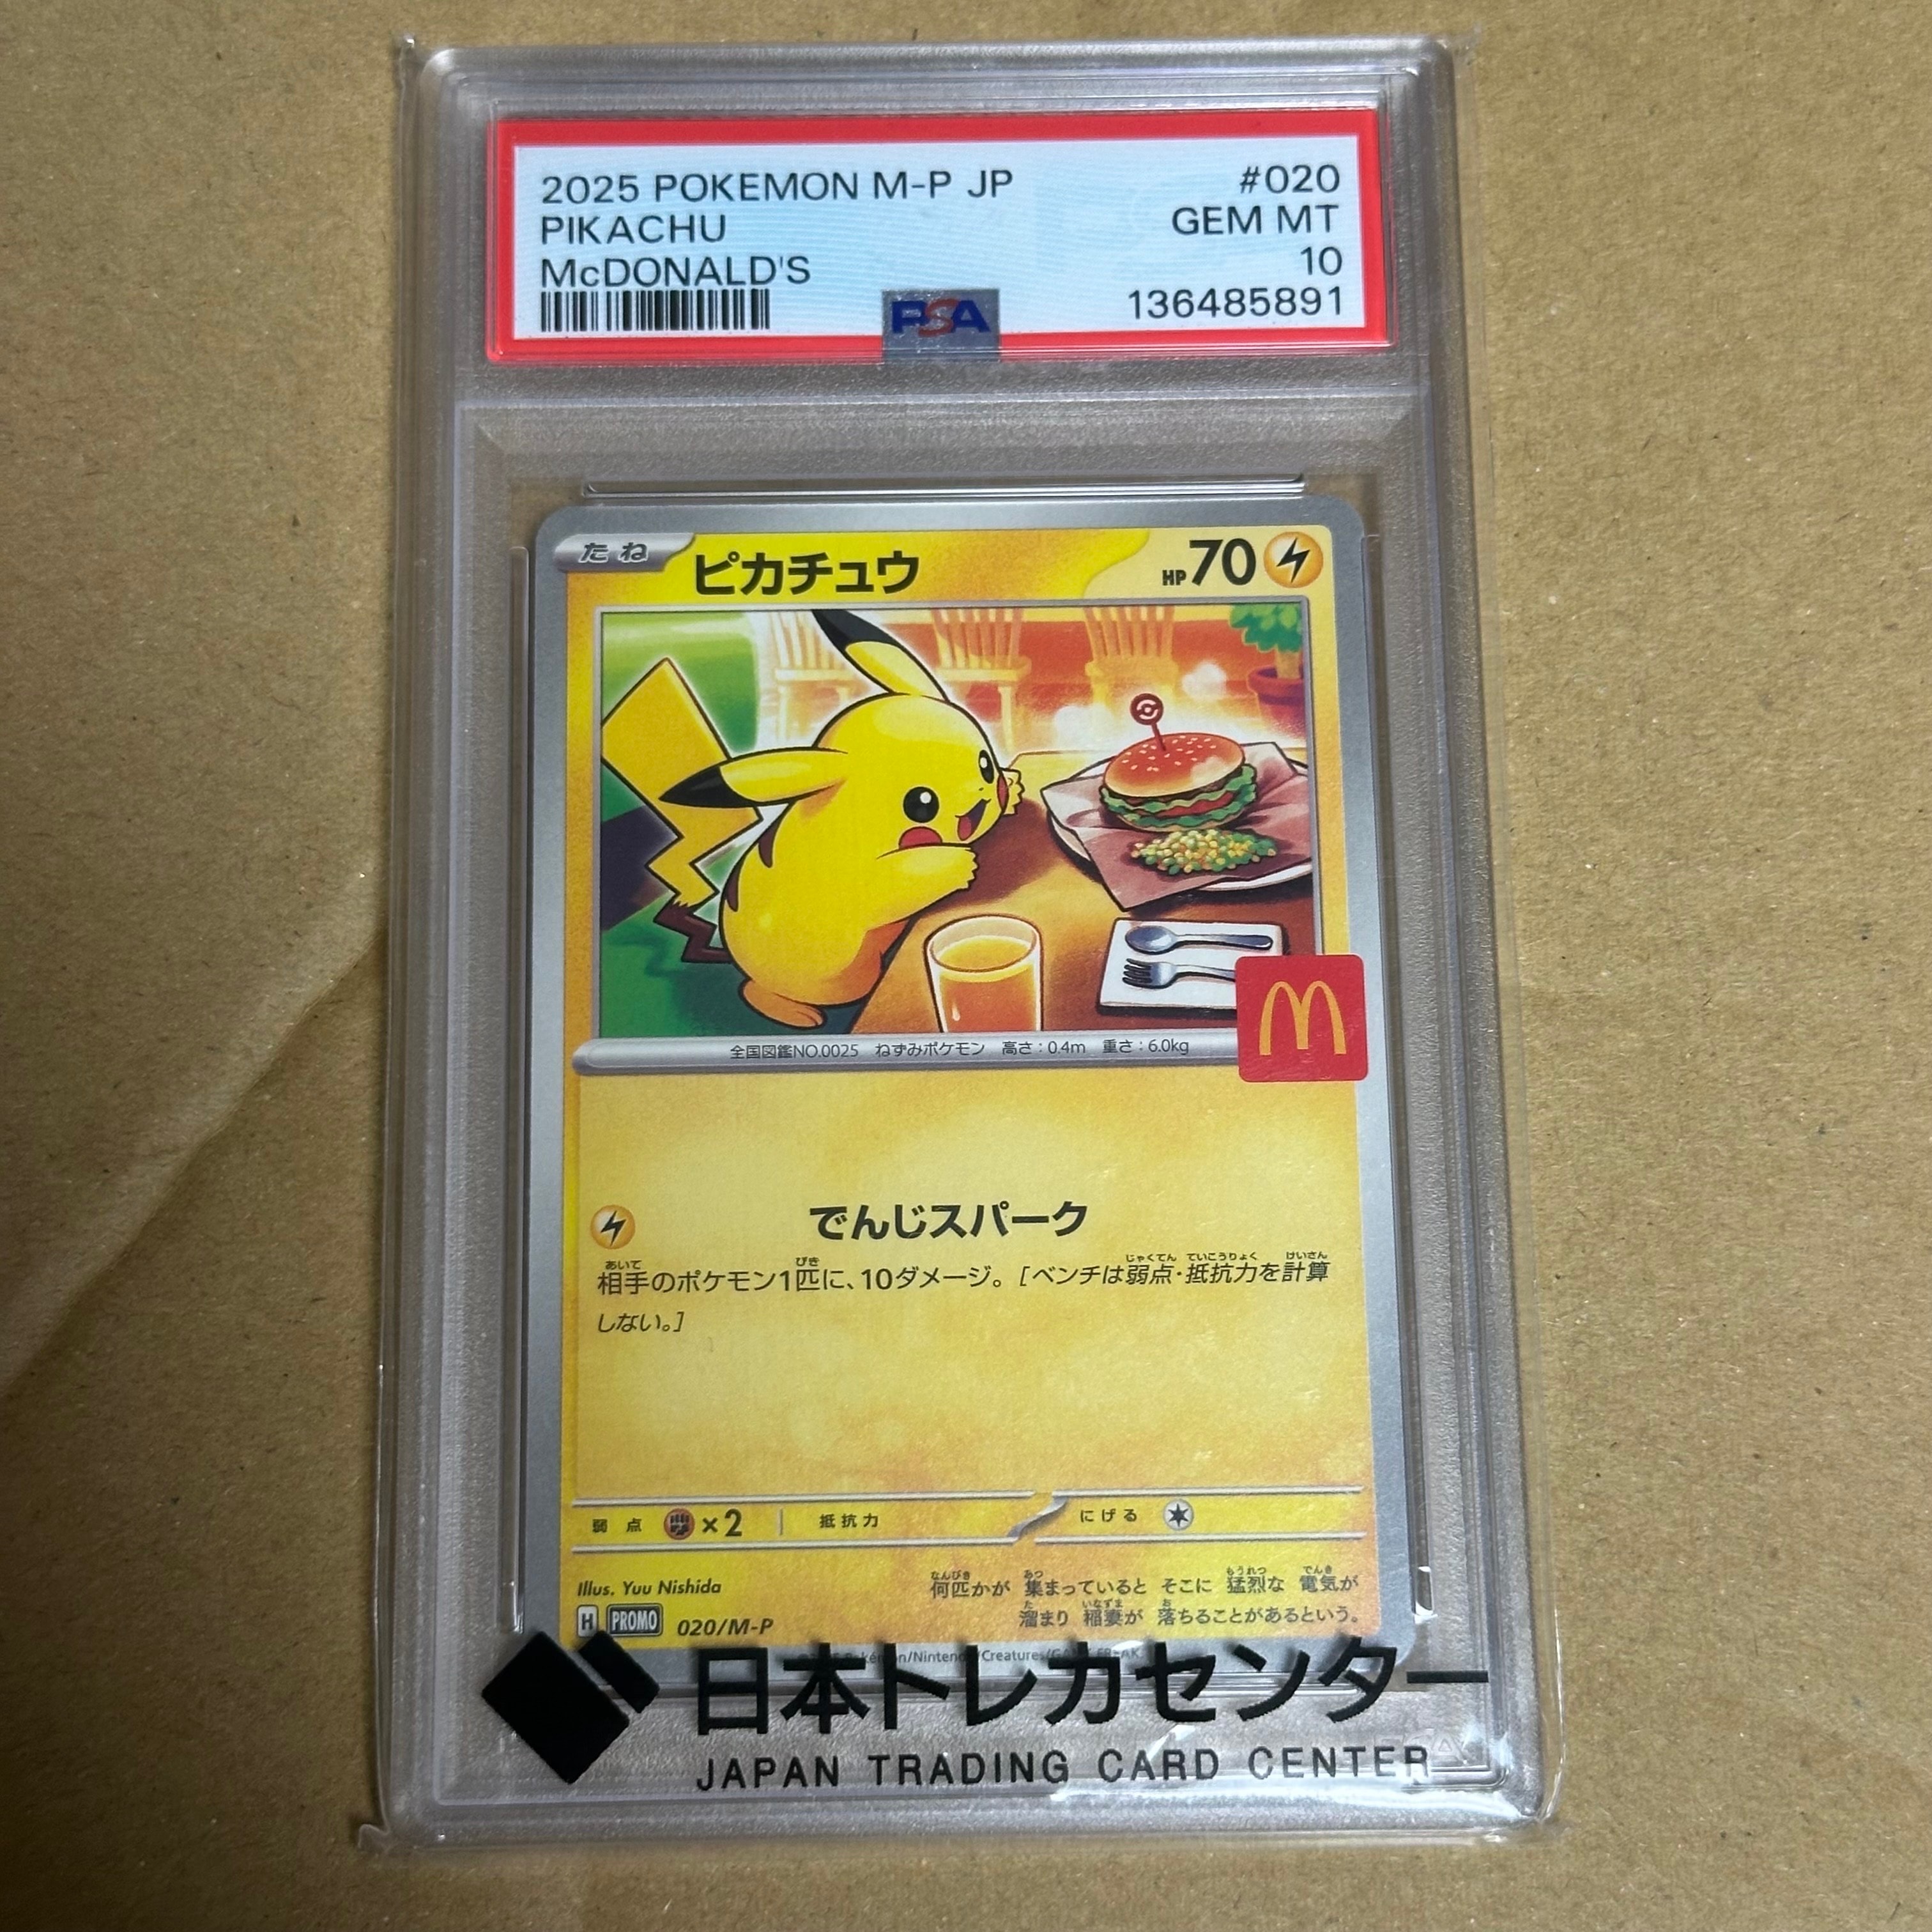 2025 POKEMON M-P JP #020
PIKACHU GEM MT
McDONALD'S 10
PSA 136485891
たね ピカチュウ HP70
全国図鑑NO.0025 ねずみポケモン 高さ:0.4m 重さ:6.0kg
でんじスパーク
相手のポケモン1匹に、10ダメージ。[ベンチは弱点・抵抗力を計算
しない。]
弱点 ×2 抵抗力 にげる
Illus. Yuu Nishida
何匹かが 集まっていると そこに 猛烈な 電気が
溜まり 稲妻が 落ちることがあるという。
H PROMO 020/M-P
日本トレカセンター
JAPAN TRADING CARD CENTER